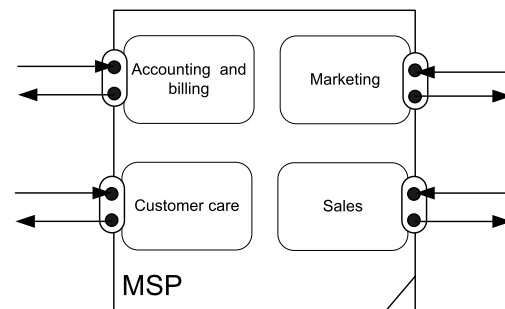 Accounting and
billing
Marketing
Customer care
Sales
MSP